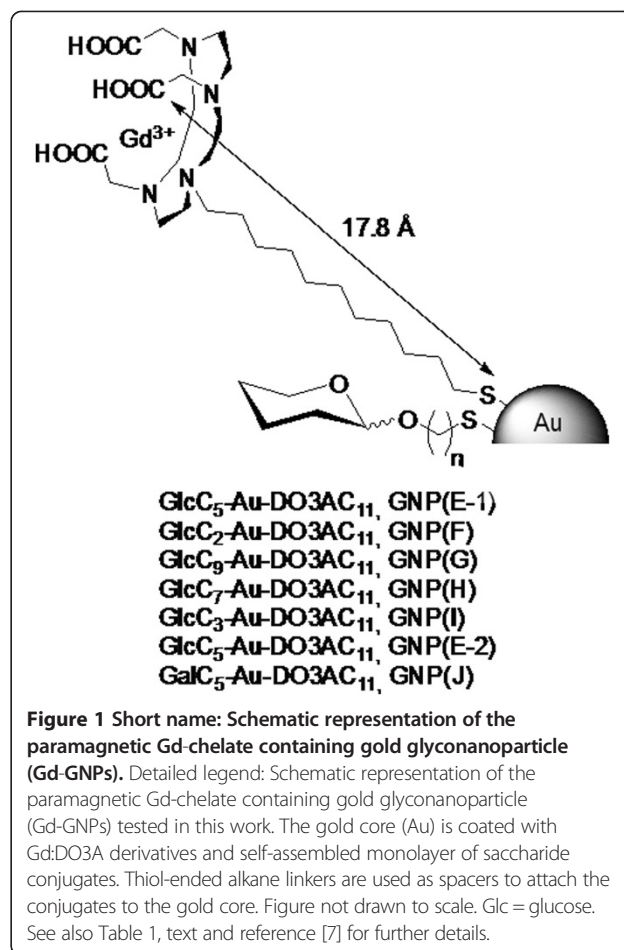 HOOC
N
HOOC
N
Gd3+
HOOC
N
N
17.8 Å
O
O
S
S
n
Au
GlcC5-Au-DO3AC11, GNP(E-1)
GlcC2-Au-DO3AC11, GNP(F)
GlcC9-Au-DO3AC11, GNP(G)
GlcC7-Au-DO3AC11, GNP(H)
GlcC3-Au-DO3AC11, GNP(I)
GlcC5-Au-DO3AC11, GNP(E-2)
GalC5-Au-DO3AC11, GNP(J)
Figure 1 Short name: Schematic representation of the
paramagnetic Gd-chelate containing gold glyconanoparticle
(Gd-GNPs). Detailed legend: Schematic representation of the
paramagnetic Gd-chelate containing gold glyconanoparticle
(Gd-GNPs) tested in this work. The gold core (Au) is coated with
Gd:DO3A derivatives and self-assembled monolayer of saccharide
conjugates. Thiol-ended alkane linkers are used as spacers to attach the
conjugates to the gold core. Figure not drawn to scale. Glc = glucose.
See also Table 1, text and reference [7] for further details.